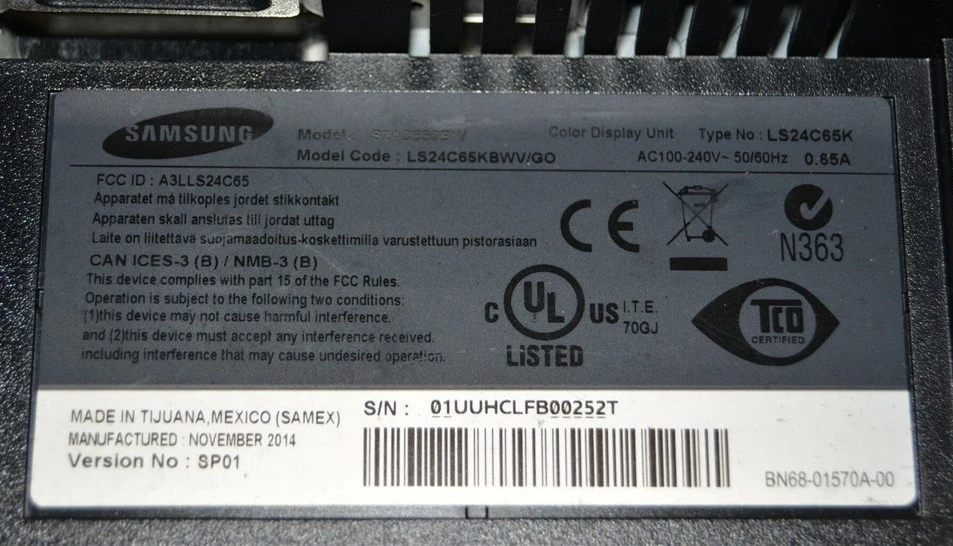 SAMSUNG
Model : Color Display Unit Type No : LS24C65K
Model Code : LS24C65KBWV/GO AC100-240V~ 50/60Hz 0.65A
FCC ID : A3LLS24C65
Apparatet må tilkoples jordet stikkontakt
Apparaten skall anslutas till jordat uttag
Laite on liitettävä suojamaadoitus-koskettimilla varustettuun pistorasiaan
CAN ICES-3 (B) / NMB-3 (B)
This device complies with part 15 of the FCC Rules.
Operation is subject to the following two conditions:
(1)this device may not cause harmful interference.
and (2)this device must accept any interference received.
including interference that may cause undesired operation.
CE
N363
C UL US I.T.E.
70GJ
LISTED
TCO
CERTIFIED
MADE IN TIJUANA,MEXICO (SAMEX)
MANUFACTURED : NOVEMBER 2014
Version No : SP01
S/N : 01UUHCLFB00252T
BN68-01570A-00